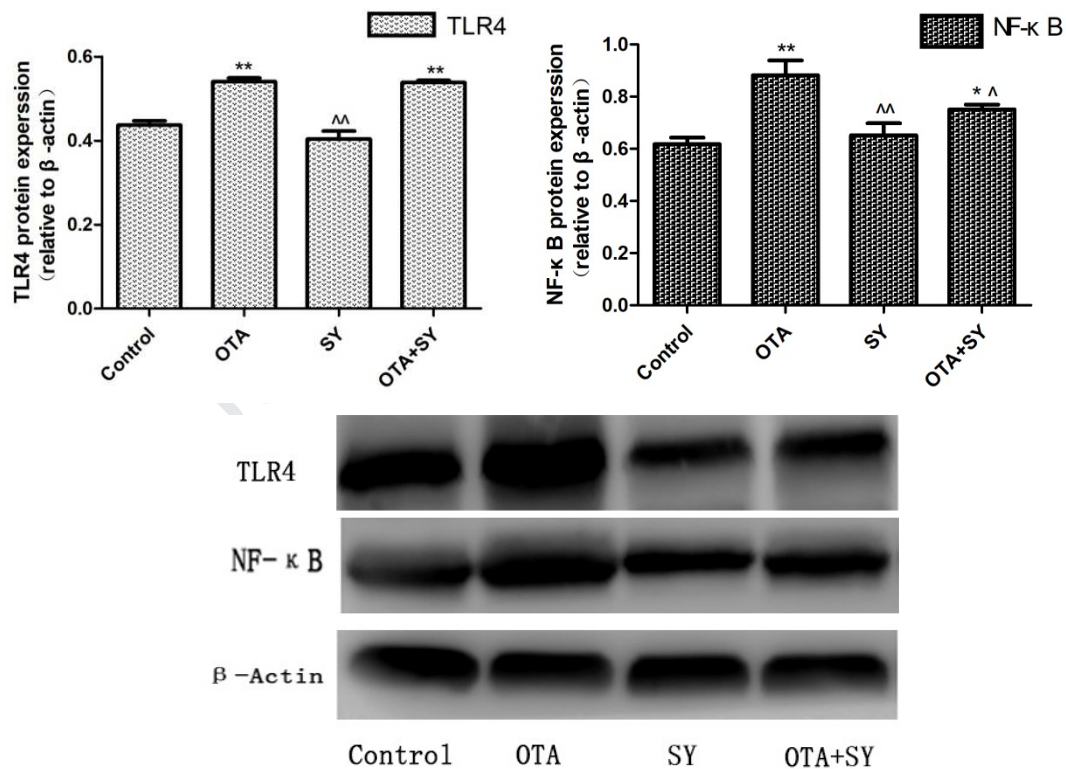 TLR4
TLR4 protein experssion
（relative to β -actin）
0.6
0.4
0.2
0.0
**
^^
**
Control
OTA
SY
OTA+SY
NF-κ B
NF-κ B protein experssion
（relative to β -actin）
1.0
0.8
0.6
0.4
0.2
0.0
**
^^
* ^
Control
OTA
SY
OTA+SY
TLR4
NF-κB
β-Actin
Control OTA SY OTA+SY